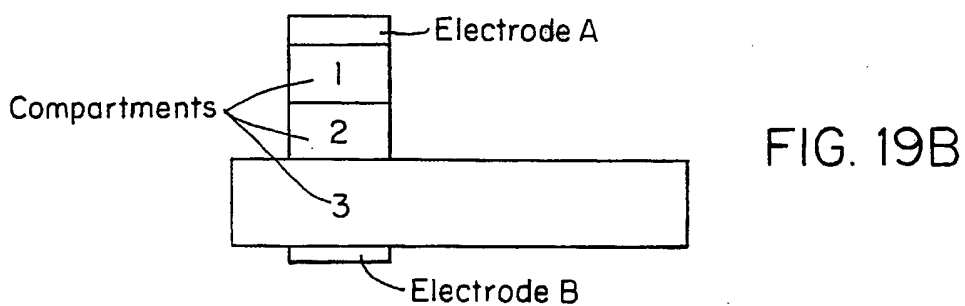 Electrode A
1
Compartments
2
FIG. 19B
3
Electrode B